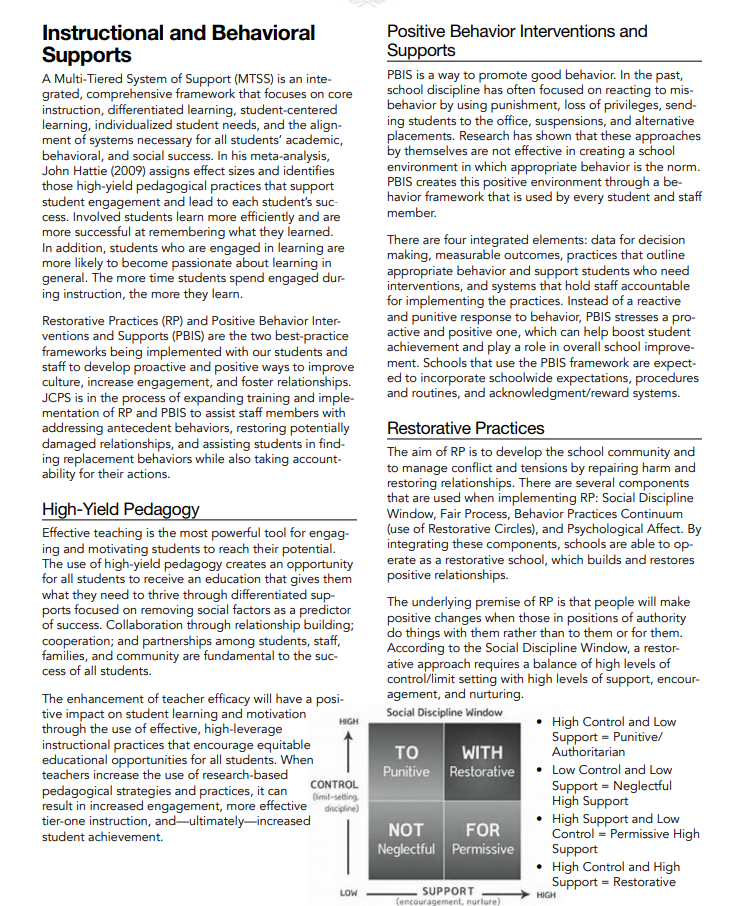 Instructional and Behavioral
Supports
A Multi-Tiered System of Support (MTSS) is an inte-
grated, comprehensive framework that focuses on core
instruction, differentiated learning, student-centered
learning, individualized student needs, and the align-
ment of systems necessary for all students' academic,
behavioral, and social success. In his meta-analysis,
John Hattie (2009) assigns effect sizes and identifies
those high-yield pedagogical practices that support
student engagement and lead to each student's suc-
cess. Involved students learn more efficiently and are
more successful at remembering what they learned.
In addition, students who are engaged in learning are
more likely to become passionate about learning in
general. The more time students spend engaged dur-
ing instruction, the more they learn.
Restorative Practices (RP) and Positive Behavior Inter-
ventions and Supports (PBIS) are the two best-practice
frameworks being implemented with our students and
staff to develop proactive and positive ways to improve
culture, increase engagement, and foster relationships.
JCPS is in the process of expanding training and imple-
mentation of RP and PBIS to assist staff members with
addressing antecedent behaviors, restoring potentially
damaged relationships, and assisting students in find-
ing replacement behaviors while also taking account-
ability for their actions.
High-Yield Pedagogy
Effective teaching is the most powerful tool for engag-
ing and motivating students to reach their potential.
The use of high-yield pedagogy creates an opportunity
for all students to receive an education that gives them
what they need to thrive through differentiated sup-
ports focused on removing social factors as a predictor
of success. Collaboration through relationship building;
cooperation; and partnerships among students, staff,
families, and community are fundamental to the suc-
cess of all students.
The enhancement of teacher efficacy will have a posi-
tive impact on student learning and motivation
through the use of effective, high-leverage
instructional practices that encourage equitable
educational opportunities for all students. When
teachers increase the use of research-based
pedagogical strategies and practices, it can
result in increased engagement, more effective
tier-one instruction, and—ultimately—increased
student achievement.
Positive Behavior Interventions and
Supports
PBIS is a way to promote good behavior. In the past,
school discipline has often focused on reacting to mis-
behavior by using punishment, loss of privileges, send-
ing students to the office, suspensions, and alternative
placements. Research has shown that these approaches
by themselves are not effective in creating a school
environment in which appropriate behavior is the norm.
PBIS creates this positive environment through a be-
havior framework that is used by every student and staff
member.
There are four integrated elements: data for decision
making, measurable outcomes, practices that outline
appropriate behavior and support students who need
interventions, and systems that hold staff accountable
for implementing the practices. Instead of a reactive
and punitive response to behavior, PBIS stresses a pro-
active and positive one, which can help boost student
achievement and play a role in overall school improve-
ment. Schools that use the PBIS framework are expect-
ed to incorporate schoolwide expectations, procedures
and routines, and acknowledgment/reward systems.
Restorative Practices
The aim of RP is to develop the school community and
to manage conflict and tensions by repairing harm and
restoring relationships. There are several components
that are used when implementing RP: Social Discipline
Window, Fair Process, Behavior Practices Continuum
(use of Restorative Circles), and Psychological Affect. By
integrating these components, schools are able to op-
erate as a restorative school, which builds and restores
positive relationships.
The underlying premise of RP is that people will make
positive changes when those in positions of authority
do things with them rather than to them or for them.
According to the Social Discipline Window, a restor-
ative approach requires a balance of high levels of
control/limit setting with high levels of support, encour-
agement, and nurturing.
Social Discipline Window
HIGH
CONTROL
(limit-setting,
discipline)
LOW
TO
Punitive
WITH
Restorative
NOT
Neglectful
FOR
Permissive
SUPPORT
(encouragement, nurture)
HIGH
• High Control and Low
Support = Punitive/
Authoritarian
• Low Control and Low
Support = Neglectful
High Support
• High Support and Low
Control = Permissive High
Support
• High Control and High
Support = Restorative